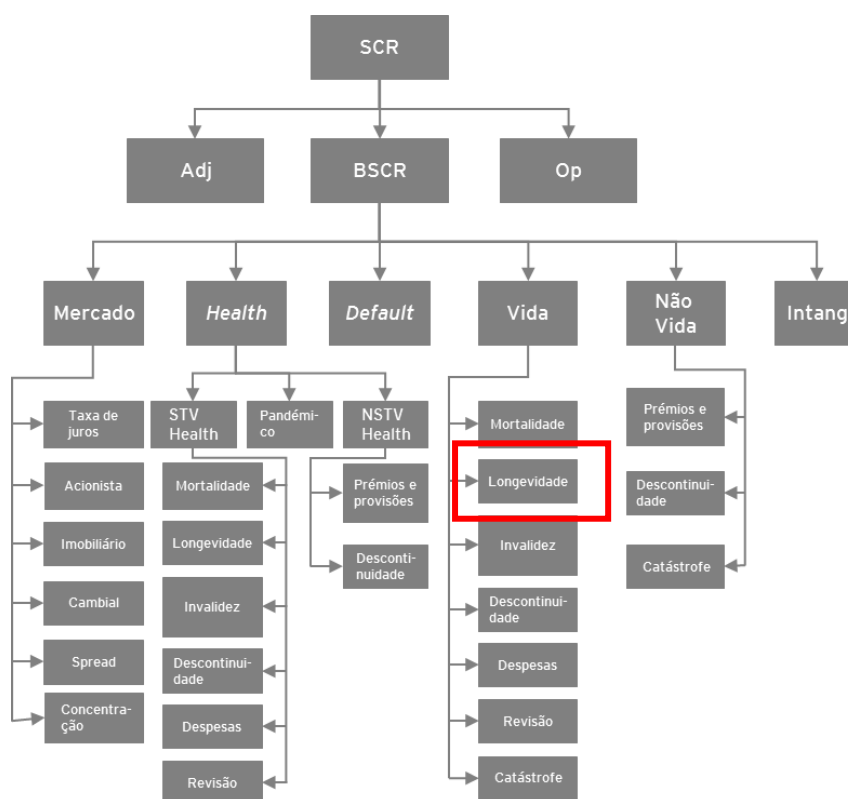 SCR
Adj
BSCR
Op
Mercado
Health
Default
Vida
Não
Vida
Intang
Taxa de
juros
Acionista
Imobiliário
Cambial
Spread
Concentra-
ção
STV
Health
Pandémi-
co
NSTV
Health
Mortalidade
Longevidade
Invalidez
Descontinui-
dade
Despesas
Revisão
Prémios e
provisões
Desconti-
nuidade
Mortalidade
Longevidade
Invalidez
Descontinui-
dade
Despesas
Revisão
Catástrofe
Prémios e
provisões
Descontinui-
dade
Catástrofe